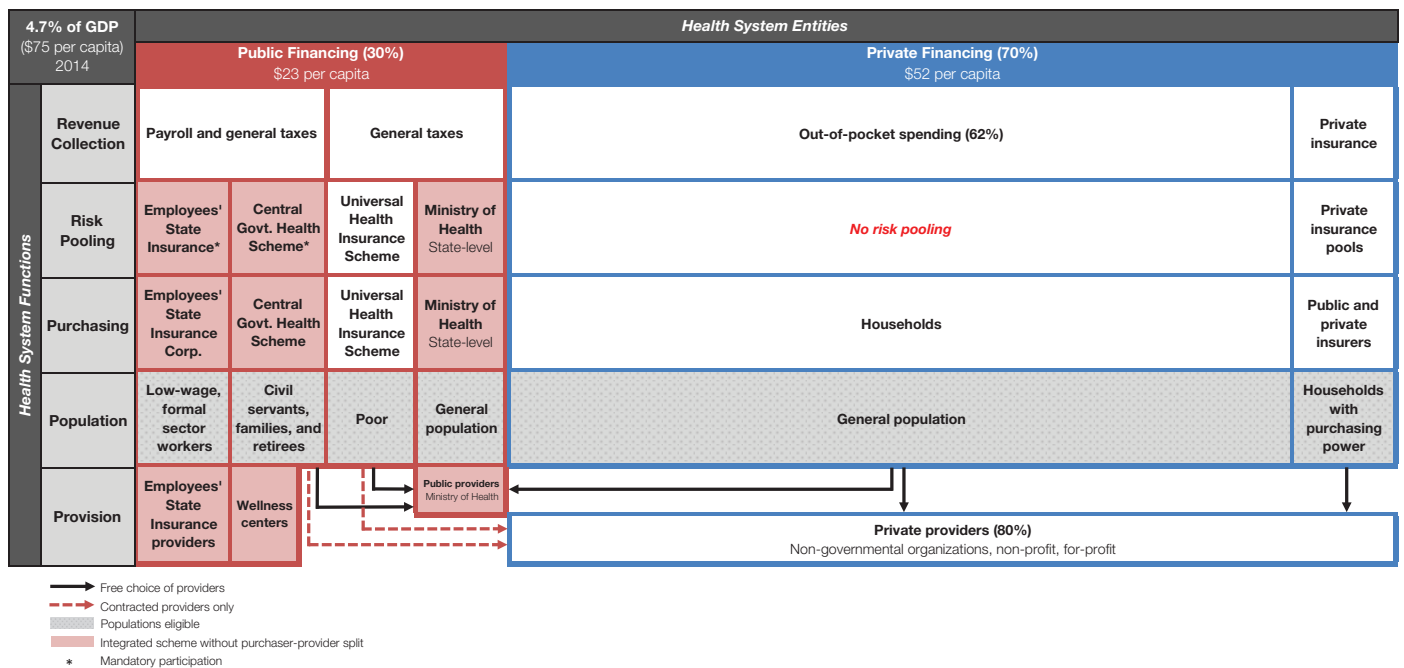 4.7% of GDP
($75 per capita)
2014
Health System Entities
Public Financing (30%)
$23 per capita
Private Financing (70%)
$52 per capita
Health System Functions
Revenue
Collection
Payroll and general taxes
General taxes
Out-of-pocket spending (62%)
Private
insurance
Risk
Pooling
Employees'
State
Insurance*
Central
Govt. Health
Scheme*
Universal
Health
Insurance
Scheme
Ministry of
Health
State-level
No risk pooling
Private
insurance
pools
Purchasing
Employees'
State
Insurance
Corp.
Central
Govt. Health
Scheme
Universal
Health
Insurance
Scheme
Ministry of
Health
State-level
Households
Public and
private
insurers
Population
Low-wage,
formal
sector
workers
Civil
servants,
families, and
retirees
Poor
General
population
General population
Households
with
purchasing
power
Provision
Employees'
State
Insurance
providers
Wellness
centers
Public providers
Ministry of Health
Private providers (80%)
Non-governmental organizations, non-profit, for-profit
Free choice of providers
Contracted providers only
Populations eligible
Integrated scheme without purchaser-provider split
* Mandatory participation